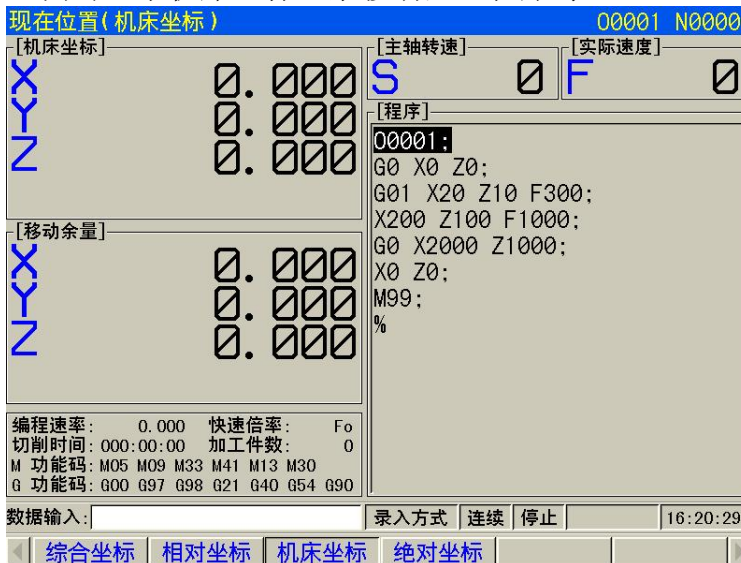 现在位置(机床坐标) O0001 N0000
[机床坐标]
X 0.000
Y 0.000
Z 0.000
[移动余量]
X 0.000
Y 0.000
Z 0.000
编程速率: 0.000 快速倍率: Fo
切削时间: 000:00:00 加工件数: 0
M 功能码: M05 M09 M33 M41 M13 M30
G 功能码: G00 G97 G98 G21 G40 G54 G90
[主轴转速] [实际速度]
S 0 F 0
[程序]
O0001;
G0 X0 Z0;
G01 X20 Z10 F300;
X200 Z100 F1000;
G0 X2000 Z1000;
X0 Z0;
M99;
%
数据输入: 录入方式 连续 停止 16:20:29
综合坐标 相对坐标 机床坐标 绝对坐标